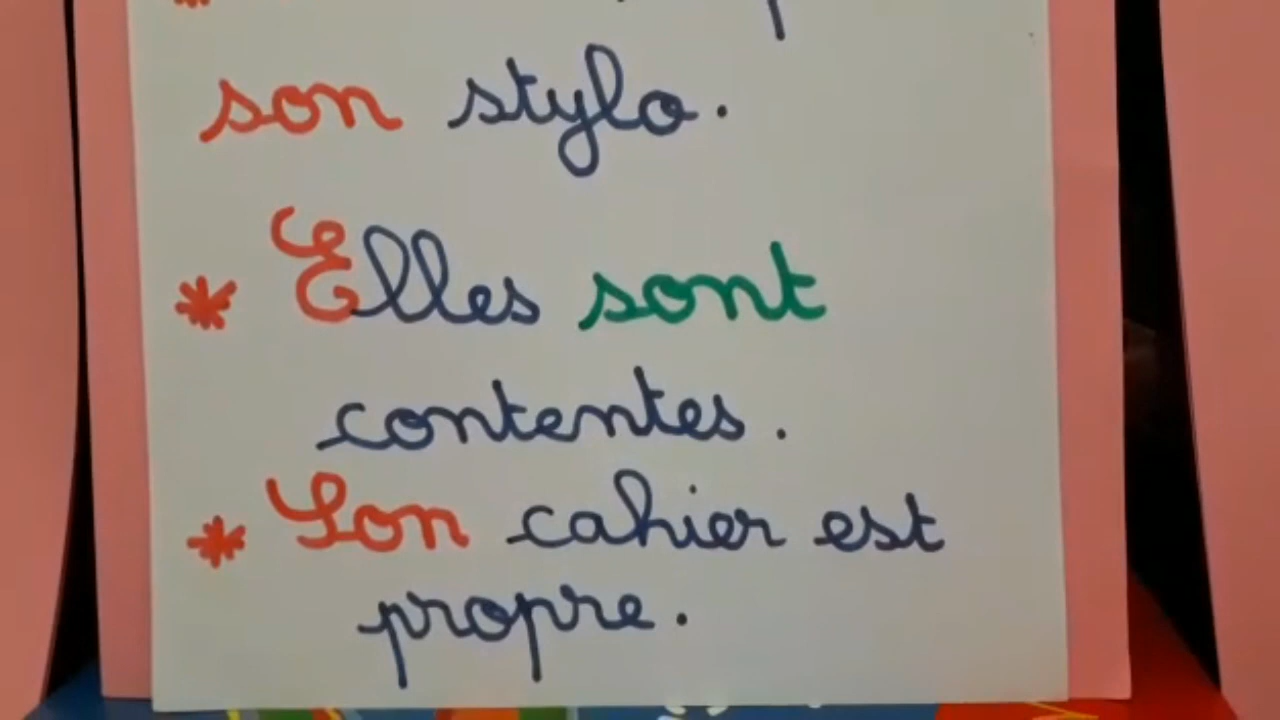 son stylo.
* Elles sont
contentes.
* Son cahier est
propre.